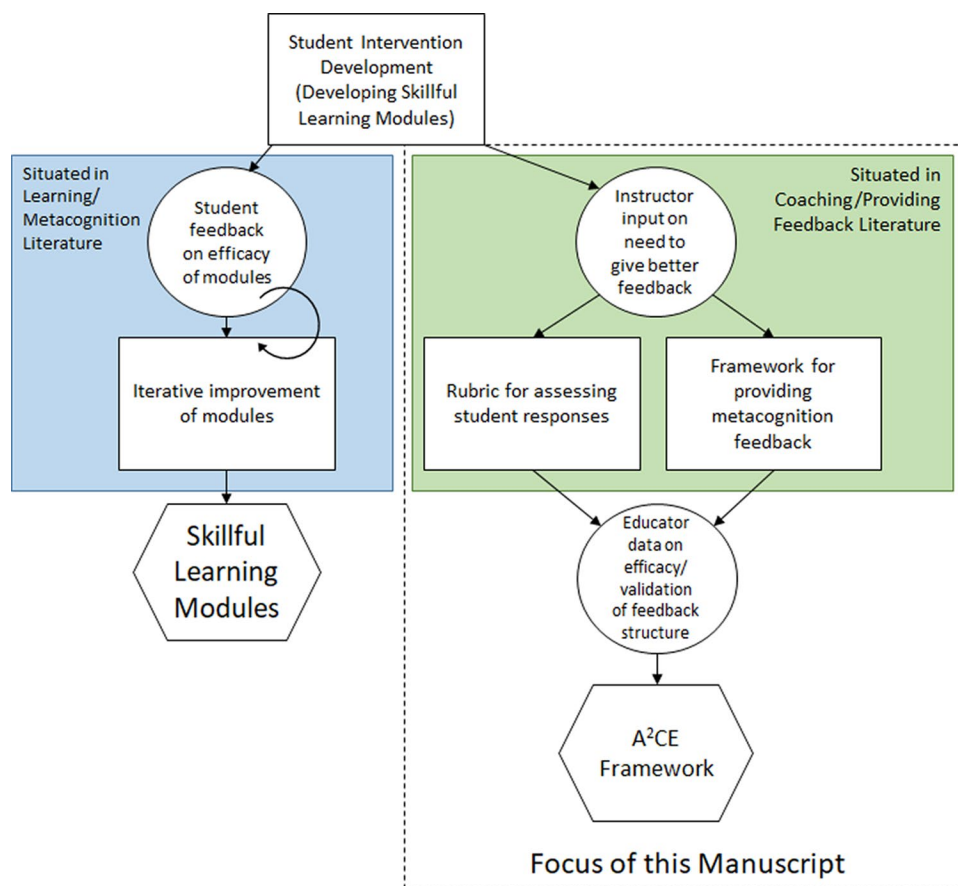 Student Intervention
Development
(Developing Skillful
Learning Modules)
Situated in
Learning/
Metacognition
Literature
Student
feedback
on efficacy
of modules
Iterative improvement
of modules
Skillful
Learning
Modules
Situated in
Coaching/Providing
Feedback Literature
Instructor
input on
need to
give better
feedback
Rubric for assessing
student responses
Framework for
providing
metacognition
feedback
Educator
data on
efficacy/
validation
of feedback
structure
A²CE
Framework
Focus of this Manuscript